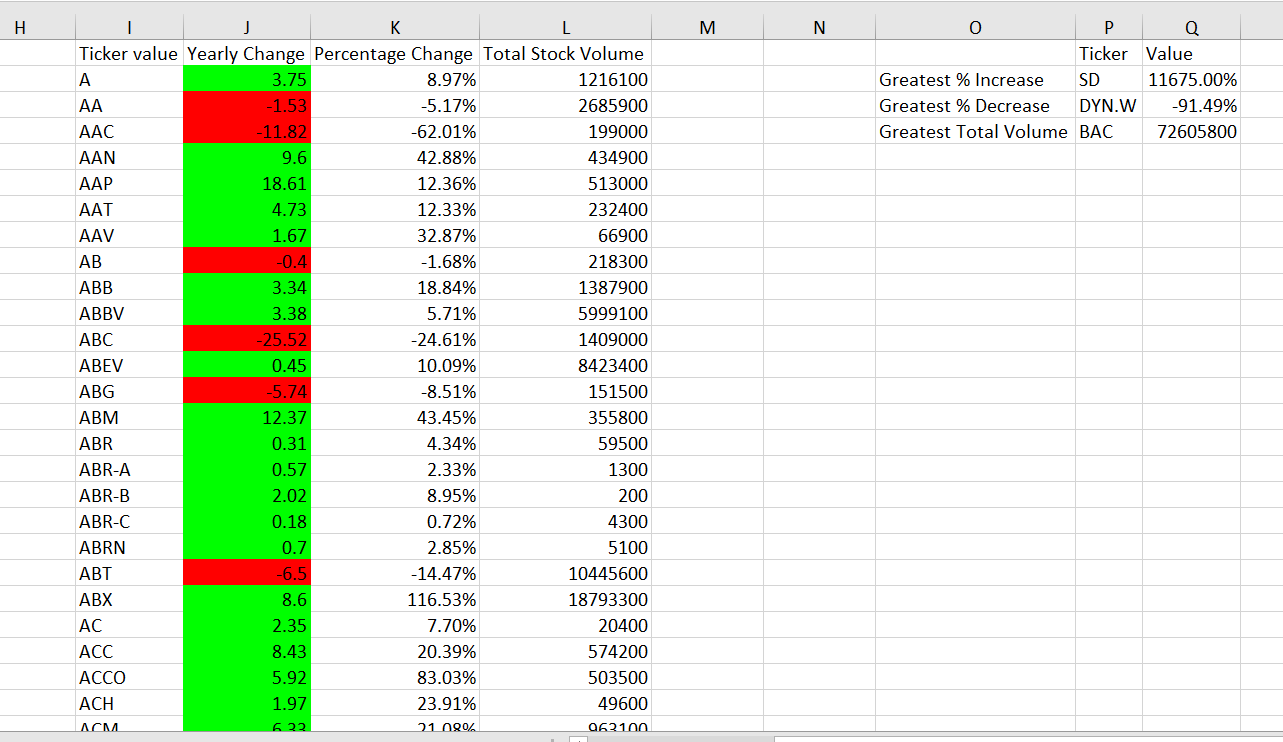 H I J K L M N O P Q
Ticker value Yearly Change Percentage Change Total Stock Volume Ticker Value
A 3.75 8.97% 1216100 Greatest % Increase SD 11675.00%
AA -1.53 -5.17% 2685900 Greatest % Decrease DYN.W -91.49%
AAC -11.82 -62.01% 199000 Greatest Total Volume BAC 72605800
AAN 9.6 42.88% 434900
AAP 18.61 12.36% 513000
AAT 4.73 12.33% 232400
AAV 1.67 32.87% 66900
AB -0.4 -1.68% 218300
ABB 3.34 18.84% 1387900
ABBV 3.38 5.71% 5999100
ABC -25.52 -24.61% 1409000
ABEV 0.45 10.09% 8423400
ABG -5.74 -8.51% 151500
ABM 12.37 43.45% 355800
ABR 0.31 4.34% 59500
ABR-A 0.57 2.33% 1300
ABR-B 2.02 8.95% 200
ABR-C 0.18 0.72% 4300
ABRN 0.7 2.85% 5100
ABT -6.5 -14.47% 10445600
ABX 8.6 116.53% 18793300
AC 2.35 7.70% 20400
ACC 8.43 20.39% 574200
ACCO 5.92 83.03% 503500
ACH 1.97 23.91% 49600
ACM 6.33 21.08% 963100